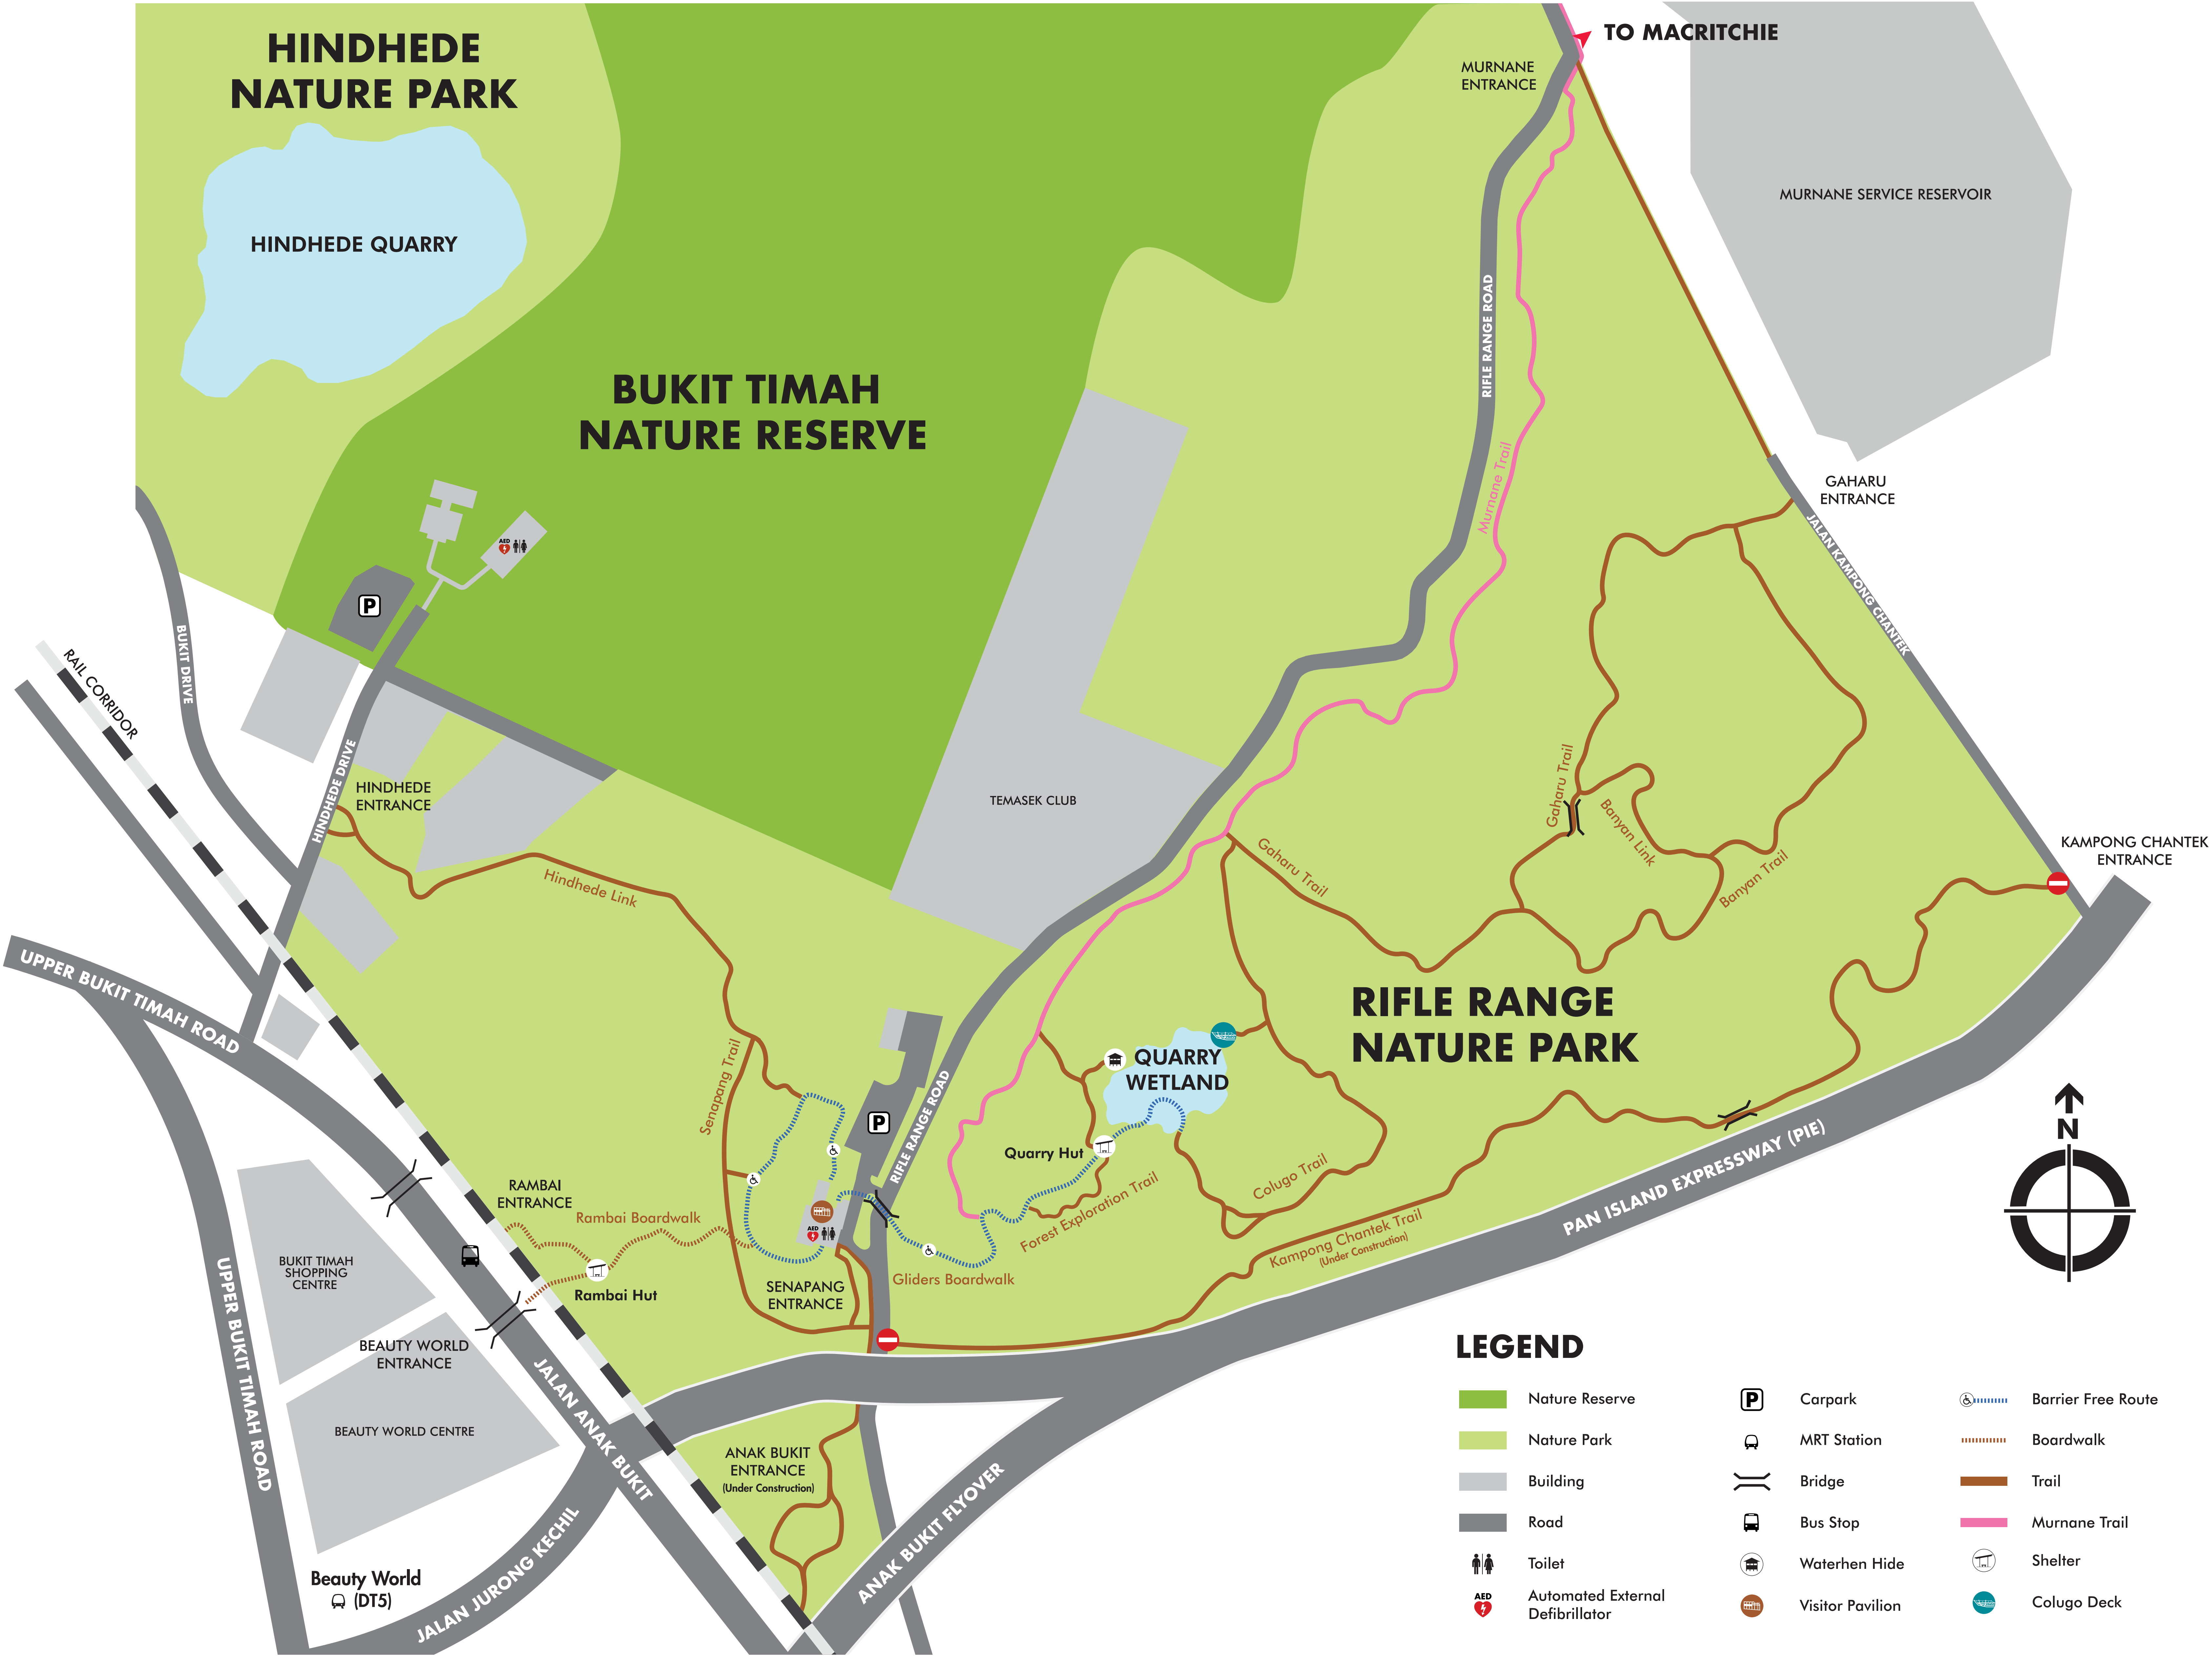 HINDHEDE
NATURE PARK
HINDHEDE QUARRY
BUKIT TIMAH
NATURE RESERVE
TO MACRITCHIE
MURNANE
ENTRANCE
MURNANE SERVICE RESERVOIR
RIFLE RANGE ROAD
Murnane Trail
GAHARU
ENTRANCE
JALAN KAMPONG CHANTEK
AED
P
BUKIT DRIVE
RAIL CORRIDOR
HINDHEDE DRIVE
HINDHEDE
ENTRANCE
TEMASEK CLUB
Gaharu Trail
Banyan Link
Gaharu Trail
Banyan Trail
KAMPONG CHANTEK
ENTRANCE
Hindhede Link
UPPER BUKIT TIMAH ROAD
RIFLE RANGE
NATURE PARK
QUARRY
WETLAND
Senapang Trail
P
RIFLE RANGE ROAD
Quarry Hut
Forest Exploration Trail
Colugo Trail
Kampong Chantek Trail
(Under Construction)
PAN ISLAND EXPRESSWAY (PIE)
N
RAMBAI
ENTRANCE
Rambai Boardwalk
Rambai Hut
AED
Gliders Boardwalk
SENAPANG
ENTRANCE
BUKIT TIMAH
SHOPPING
CENTRE
UPPER BUKIT TIMAH ROAD
BEAUTY WORLD
ENTRANCE
BEAUTY WORLD CENTRE
JALAN ANAK BUKIT
ANAK BUKIT
ENTRANCE
(Under Construction)
ANAK BUKIT FLYOVER
JALAN JURONG KECHIL
Beauty World
(DT5)
LEGEND
Nature Reserve
Nature Park
Building
Road
Toilet
AED
Automated External
Defibrillator
P
Carpark
MRT Station
Bridge
Bus Stop
Waterhen Hide
Visitor Pavilion
Barrier Free Route
Boardwalk
Trail
Murnane Trail
Shelter
Colugo Deck